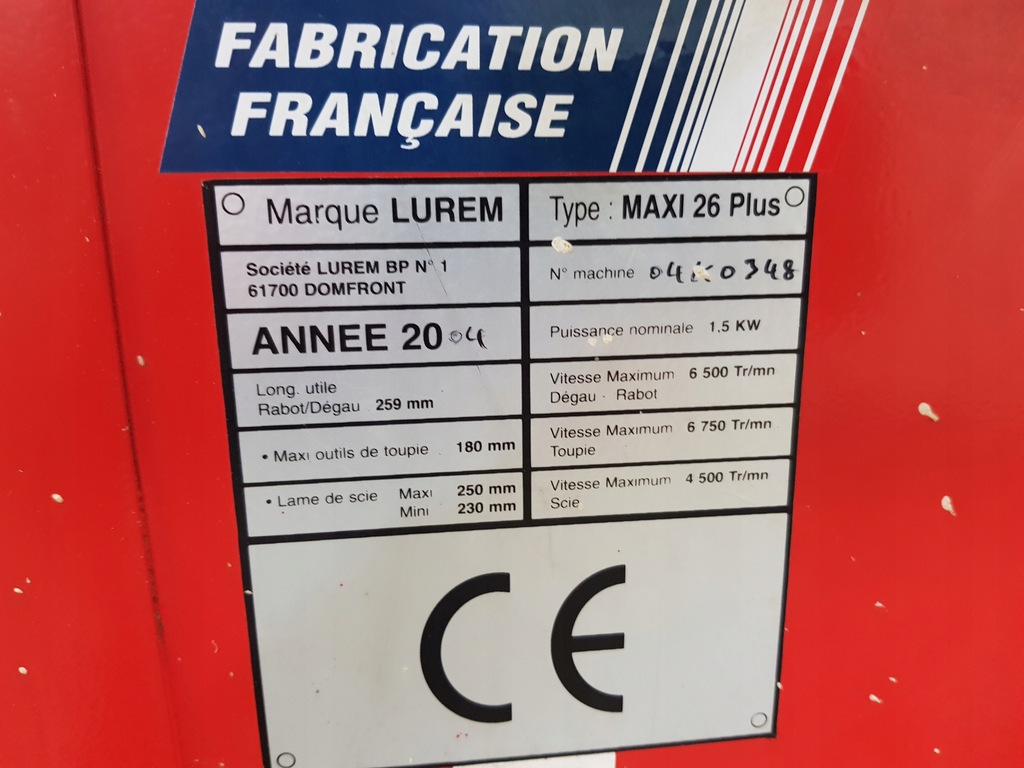 FABRICATION
FRANÇAISE
Marque LUREM
Type : MAXI 26 Plus
Société LUREM BP N° 1
61700 DOMFRONT
N° machine 04K0348
ANNEE 2004
Puissance nominale 1,5 KW
Long. utile
Rabot/Dégau 259 mm
Vitesse Maximum 6 500 Tr/mn
Dégau - Rabot
• Maxi outils de toupie 180 mm
Vitesse Maximum 6 750 Tr/mn
Toupie
• Lame de scie Maxi 250 mm
Mini 230 mm
Vitesse Maximum 4 500 Tr/mn
Scie
CE